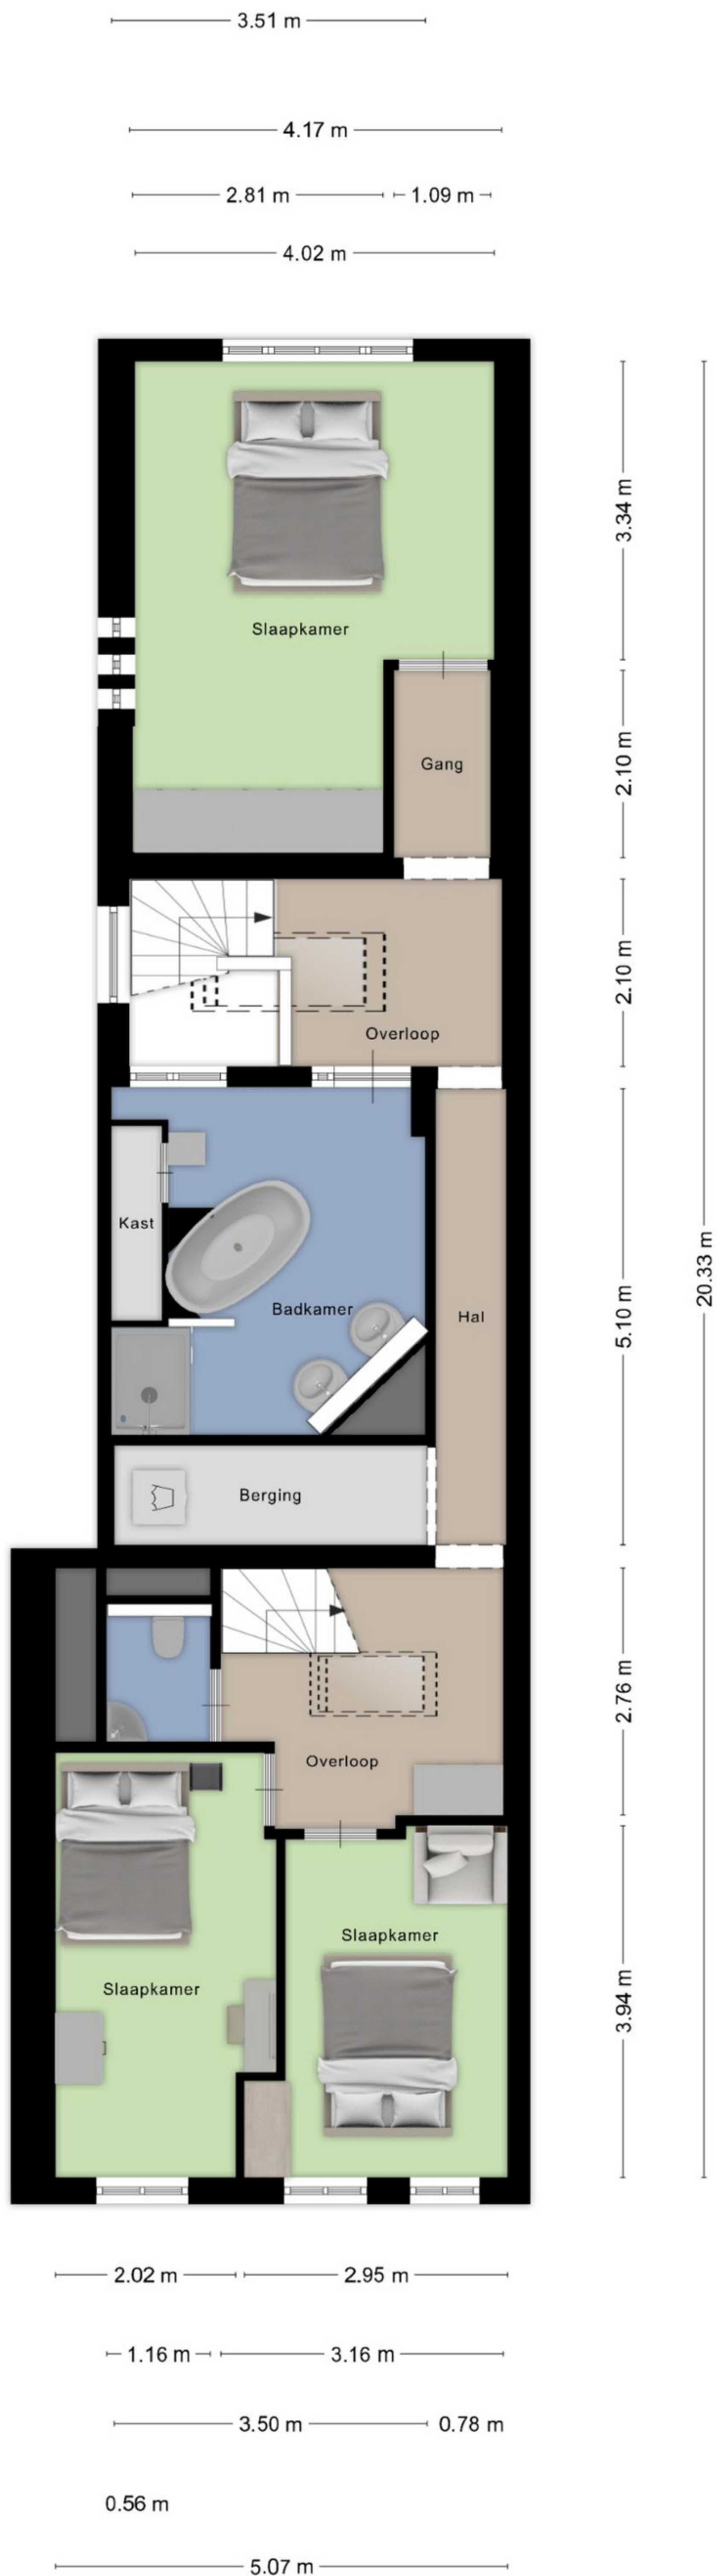 3.51 m
4.17 m
2.81 m
1.09 m
4.02 m
3.34 m
Slaapkamer
Gang
2.10 m
2.10 m
Overloop
Kast
Badkamer
Hal
5.10 m
20.33 m
Berging
2.76 m
Overloop
Slaapkamer
Slaapkamer
3.94 m
2.02 m
2.95 m
1.16 m
3.16 m
3.50 m
0.78 m
0.56 m
5.07 m